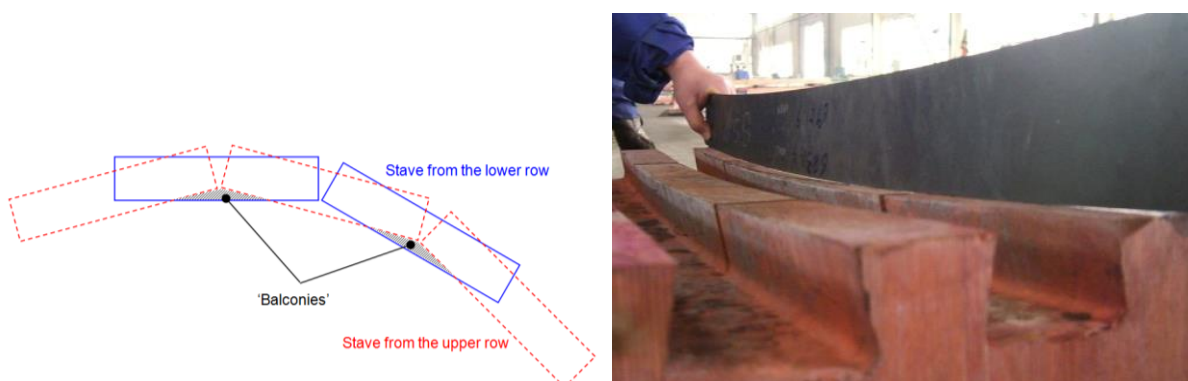 Stave from the lower row
‘Balconies’
Stave from the upper row